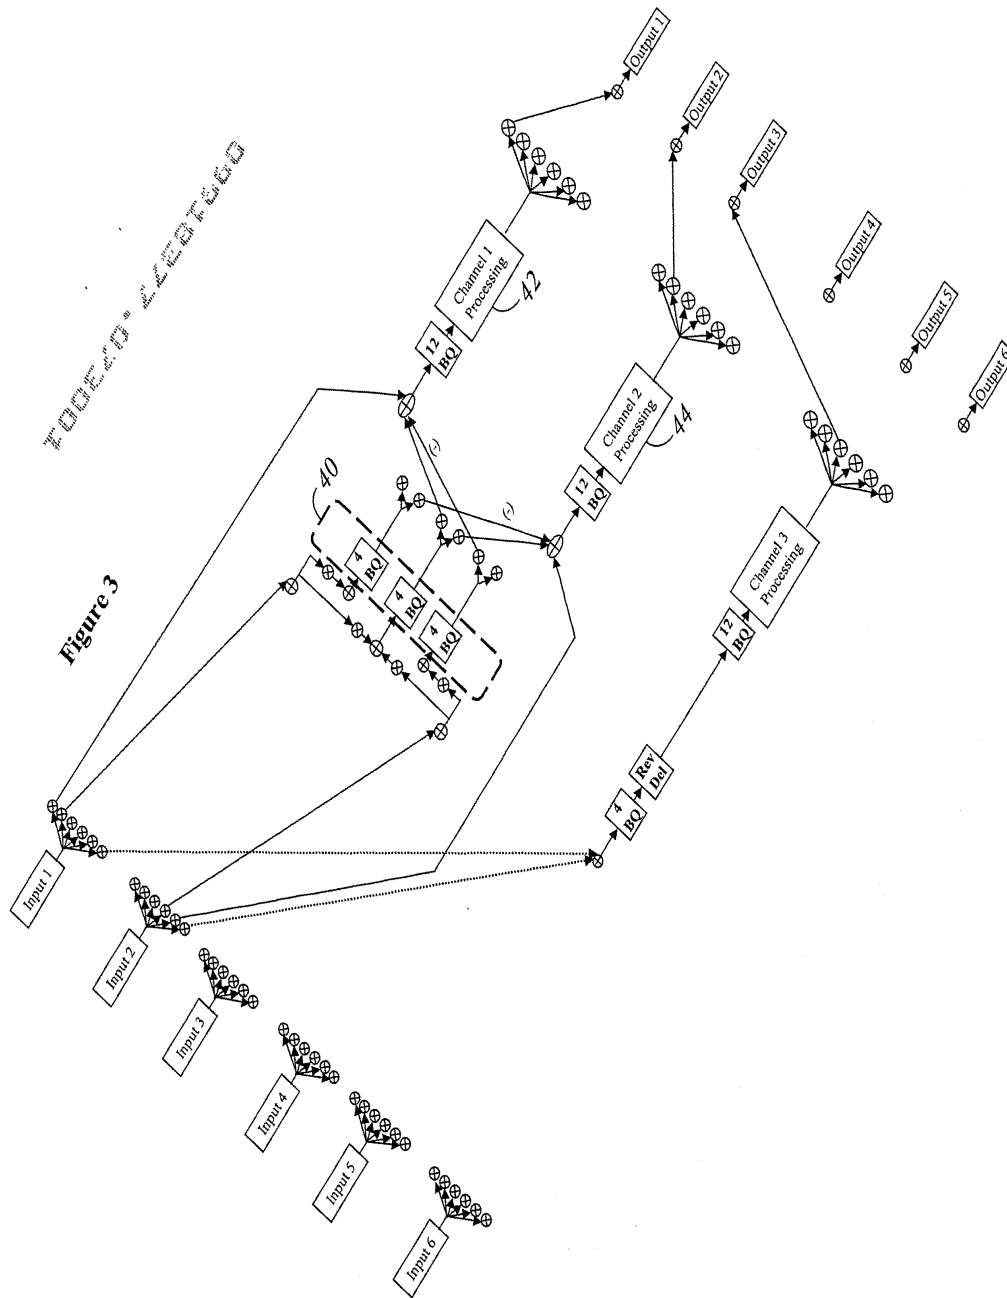 Figure 3
Input 1
Input 2
Input 3
Input 4
Input 5
Input 6
40
4
BQ
4
BQ
4
BQ
(-)
(-)
12
BQ
Channel 1
Processing
42
12
BQ
Channel 2
Processing
44
4
BQ
Rev
Del
12
BQ
Channel 3
Processing
Output 1
Output 2
Output 3
Output 4
Output 5
Output 6